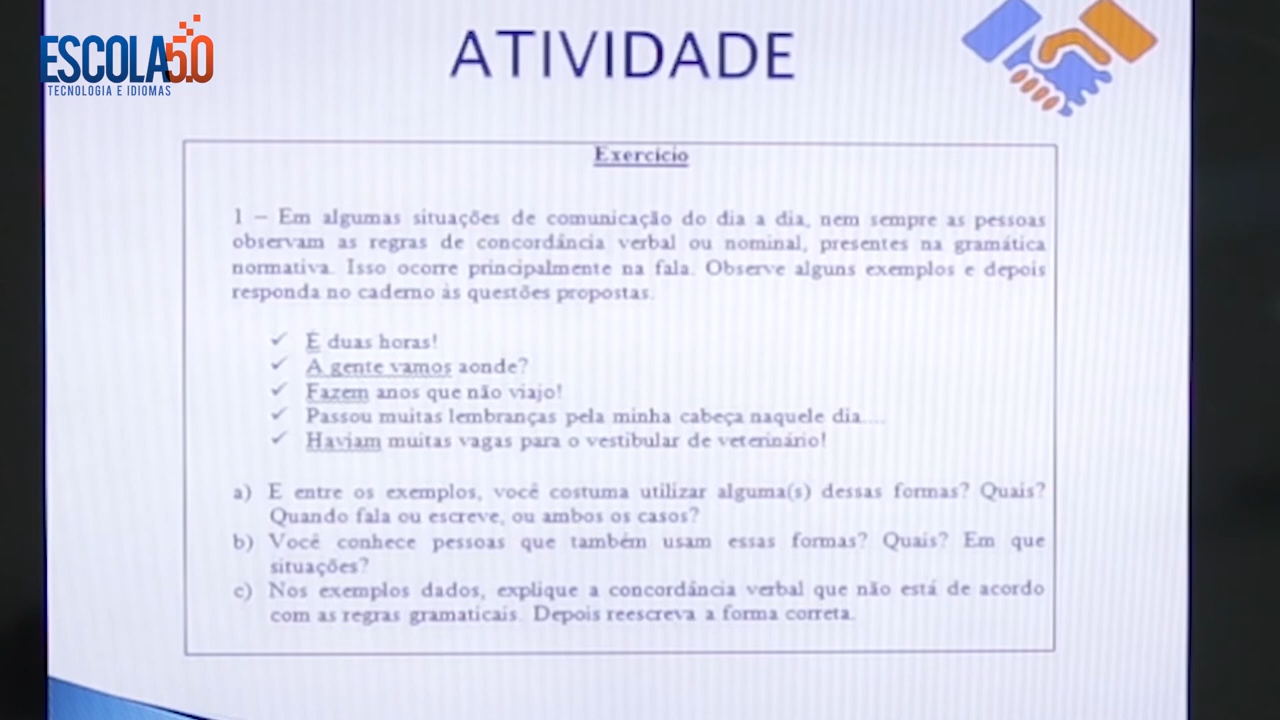 ESCOLA5.0
TECNOLOGIA E IDIOMAS
ATIVIDADE
Exercício
1 – Em algumas situações de comunicação do dia a dia, nem sempre as pessoas
observam as regras de concordância verbal ou nominal, presentes na gramática
normativa. Isso ocorre principalmente na fala. Observe alguns exemplos e depois
responda no caderno às questões propostas.
✓ É duas horas!
✓ A gente vamos aonde?
✓ Fazem anos que não viajo!
✓ Passou muitas lembranças pela minha cabeça naquele dia....
✓ Haviam muitas vagas para o vestibular de veterinário!
a) E entre os exemplos, você costuma utilizar alguma(s) dessas formas? Quais?
Quando fala ou escreve, ou ambos os casos?
b) Você conhece pessoas que também usam essas formas? Quais? Em que
situações?
c) Nos exemplos dados, explique a concordância verbal que não está de acordo
com as regras gramaticais. Depois reescreva a forma correta.